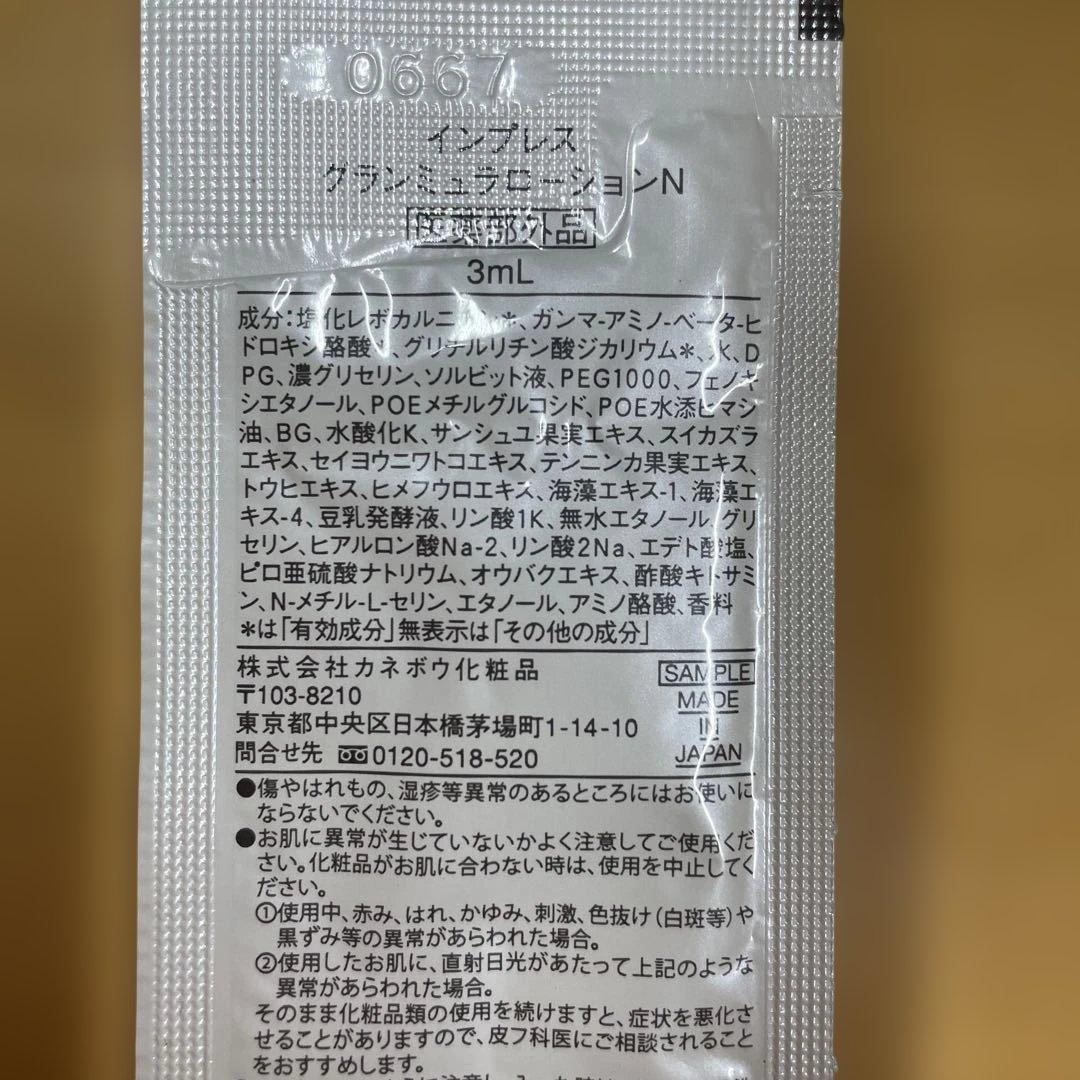 0667
インプレス
グランミュラローションN
医薬部外品
3mL
成分:塩化レボカルニチン*、ガンマ-アミノ-ベータ-ヒ
ドロキシ酪酸*、グリチルリチン酸ジカリウム*、水、D
PG、濃グリセリン、ソルビット液、PEG1000、フェノキ
シエタノール、POEメチルグルコシド、POE水添ヒマシ
油、BG、水酸化K、サンシュユ果実エキス、スイカズラ
エキス、セイヨウニワトコエキス、テンニンカ果実エキス、
トウヒエキス、ヒメフウロエキス、海藻エキス-1、海藻エ
キス-4、豆乳発酵液、リン酸1K、無水エタノール、グリ
セリン、ヒアルロン酸Na-2、リン酸2Na、エデト酸塩、
ピロ亜硫酸ナトリウム、オウバクエキス、酢酸キトサミ
ン、N-メチル-L-セリン、エタノール、アミノ酪酸、香料
*は「有効成分」無表示は「その他の成分」
株式会社カネボウ化粧品
〒103-8210
東京都中央区日本橋茅場町1-14-10
問合せ先 0120-518-520
SAMPLE
MADE
IN
JAPAN
●傷やはれもの、湿疹等異常のあるところにはお使いに
ならないでください。
●お肌に異常が生じていないかよく注意してご使用くだ
さい。化粧品がお肌に合わない時は、使用を中止してく
ださい。
①使用中、赤み、はれ、かゆみ、刺激、色抜け(白斑等)や
黒ずみ等の異常があらわれた場合。
②使用したお肌に、直射日光があたって上記のような
異常があらわれた場合。
そのまま化粧品類の使用を続けますと、症状を悪化さ
せることがありますので、皮フ科医にご相談されること
をおすすめします。